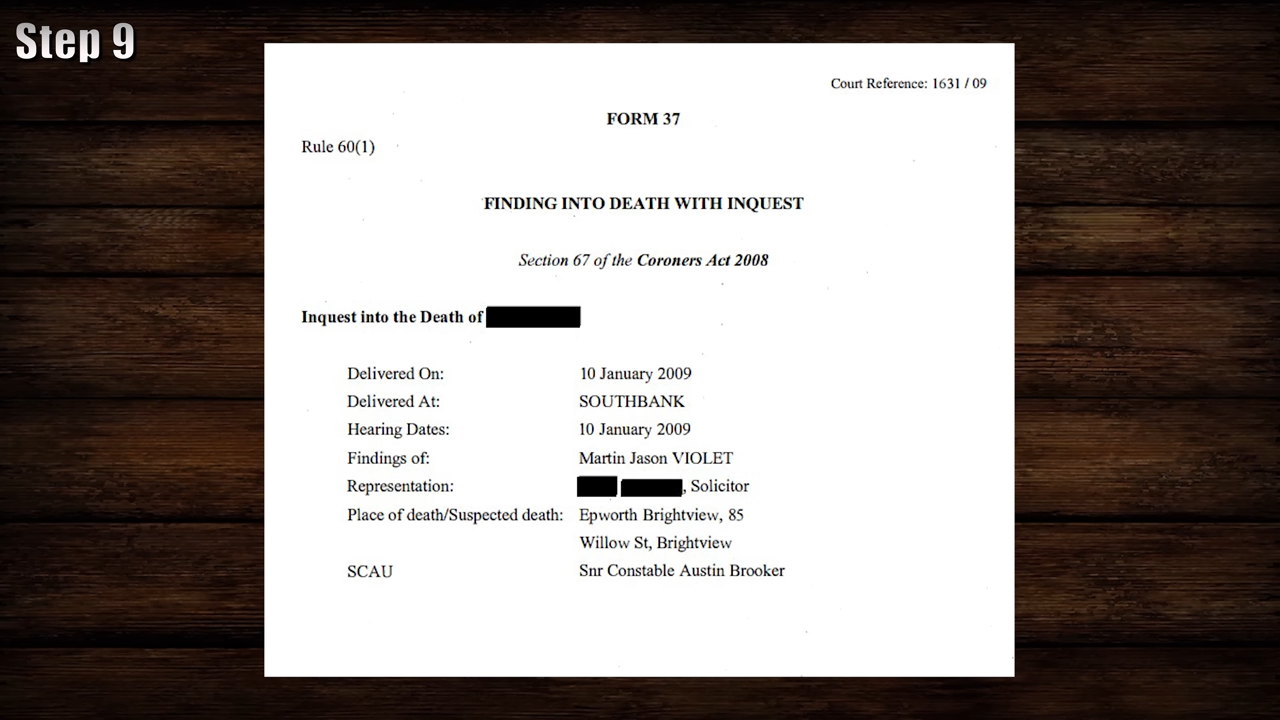 Step 9
Court Reference: 1631 / 09
FORM 37
Rule 60(1)
FINDING INTO DEATH WITH INQUEST
Section 67 of the Coroners Act 2008
Inquest into the Death of
Delivered On: 10 January 2009
Delivered At: SOUTHBANK
Hearing Dates: 10 January 2009
Findings of: Martin Jason VIOLET
Representation: , Solicitor
Place of death/Suspected death: Epworth Brightview, 85
Willow St, Brightview
SCAU Snr Constable Austin Brooker